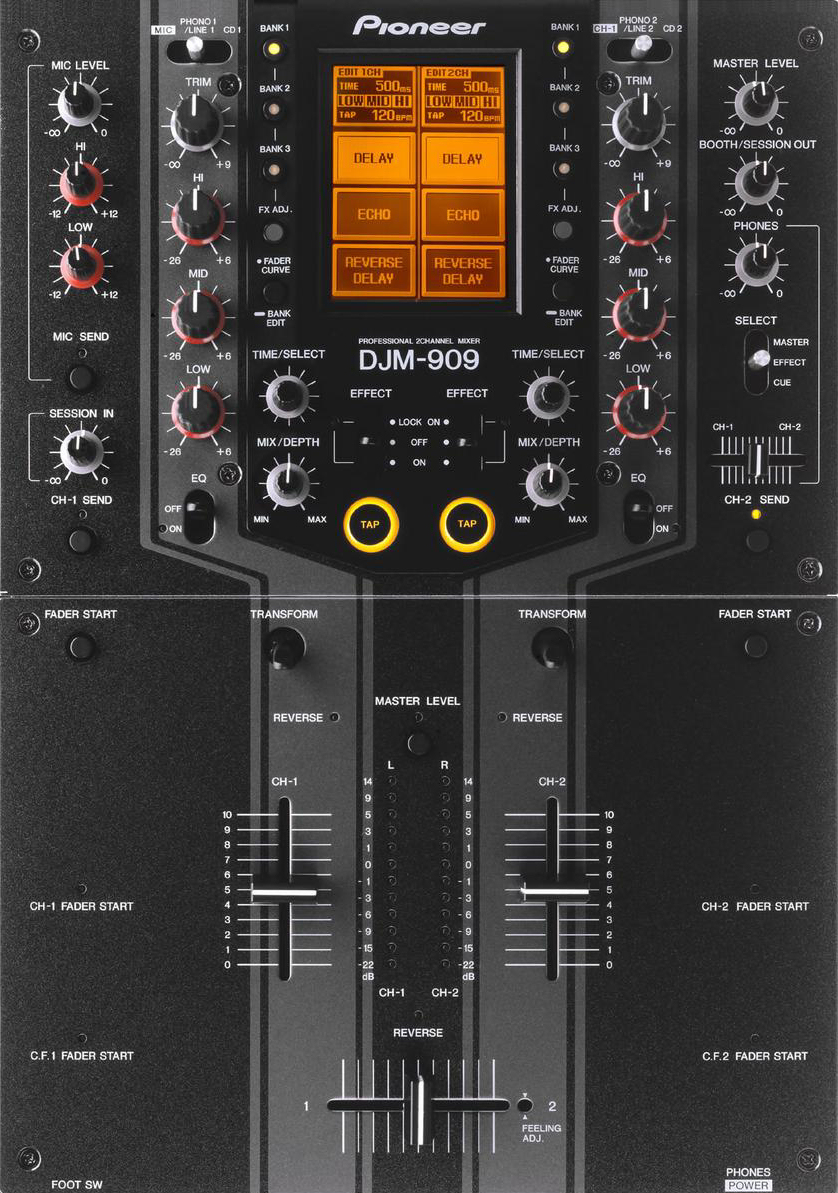 Pioneer
MIC
PHONO 1
/LINE 1
CD 1
BANK 1
BANK 1
CH-1
PHONO 2
/LINE 2
CD 2
MIC LEVEL
-∞
0
TRIM
-∞
+9
EDIT 1CH
TIME 500ms
LOW MID HI
TAP 120BPM
EDIT 2CH
TIME 500ms
LOW MID HI
TAP 120BPM
TRIM
-∞
+9
MASTER LEVEL
-∞
0
BANK 2
BANK 2
HI
-12
+12
BOOTH/SESSION OUT
-∞
0
DELAY
DELAY
BANK 3
BANK 3
HI
-26
+6
HI
-26
+6
FX ADJ.
FX ADJ.
ECHO
ECHO
LOW
-12
+12
PHONES
-∞
0
FADER
CURVE
FADER
CURVE
REVERSE
DELAY
REVERSE
DELAY
MID
-26
+6
MID
-26
+6
BANK
EDIT
BANK
EDIT
MIC SEND
SELECT
MASTER
EFFECT
CUE
PROFESSIONAL 2CHANNEL MIXER
DJM-909
TIME/SELECT
TIME/SELECT
LOW
-26
+6
LOW
-26
+6
EFFECT
EFFECT
LOCK ON
OFF
ON
SESSION IN
-∞
0
CH-1
CH-2
MIX/DEPTH
MIN
MAX
MIX/DEPTH
MIN
MAX
EQ
OFF
ON
EQ
OFF
ON
CH-1 SEND
CH-2 SEND
TAP
TAP
FADER START
TRANSFORM
TRANSFORM
FADER START
MASTER LEVEL
REVERSE
REVERSE
L
R
CH-1
CH-2
14
9
5
3
1
0
-1
-3
-6
-9
-15
-22
dB
14
9
5
3
1
0
-1
-3
-6
-9
-15
-22
dB
10
9
8
7
6
5
4
3
2
1
0
10
9
8
7
6
5
4
3
2
1
0
CH-1 FADER START
CH-2 FADER START
CH-1
CH-2
REVERSE
C.F.1 FADER START
C.F.2 FADER START
1
2
FEELING
ADJ.
FOOT SW
PHONES
POWER